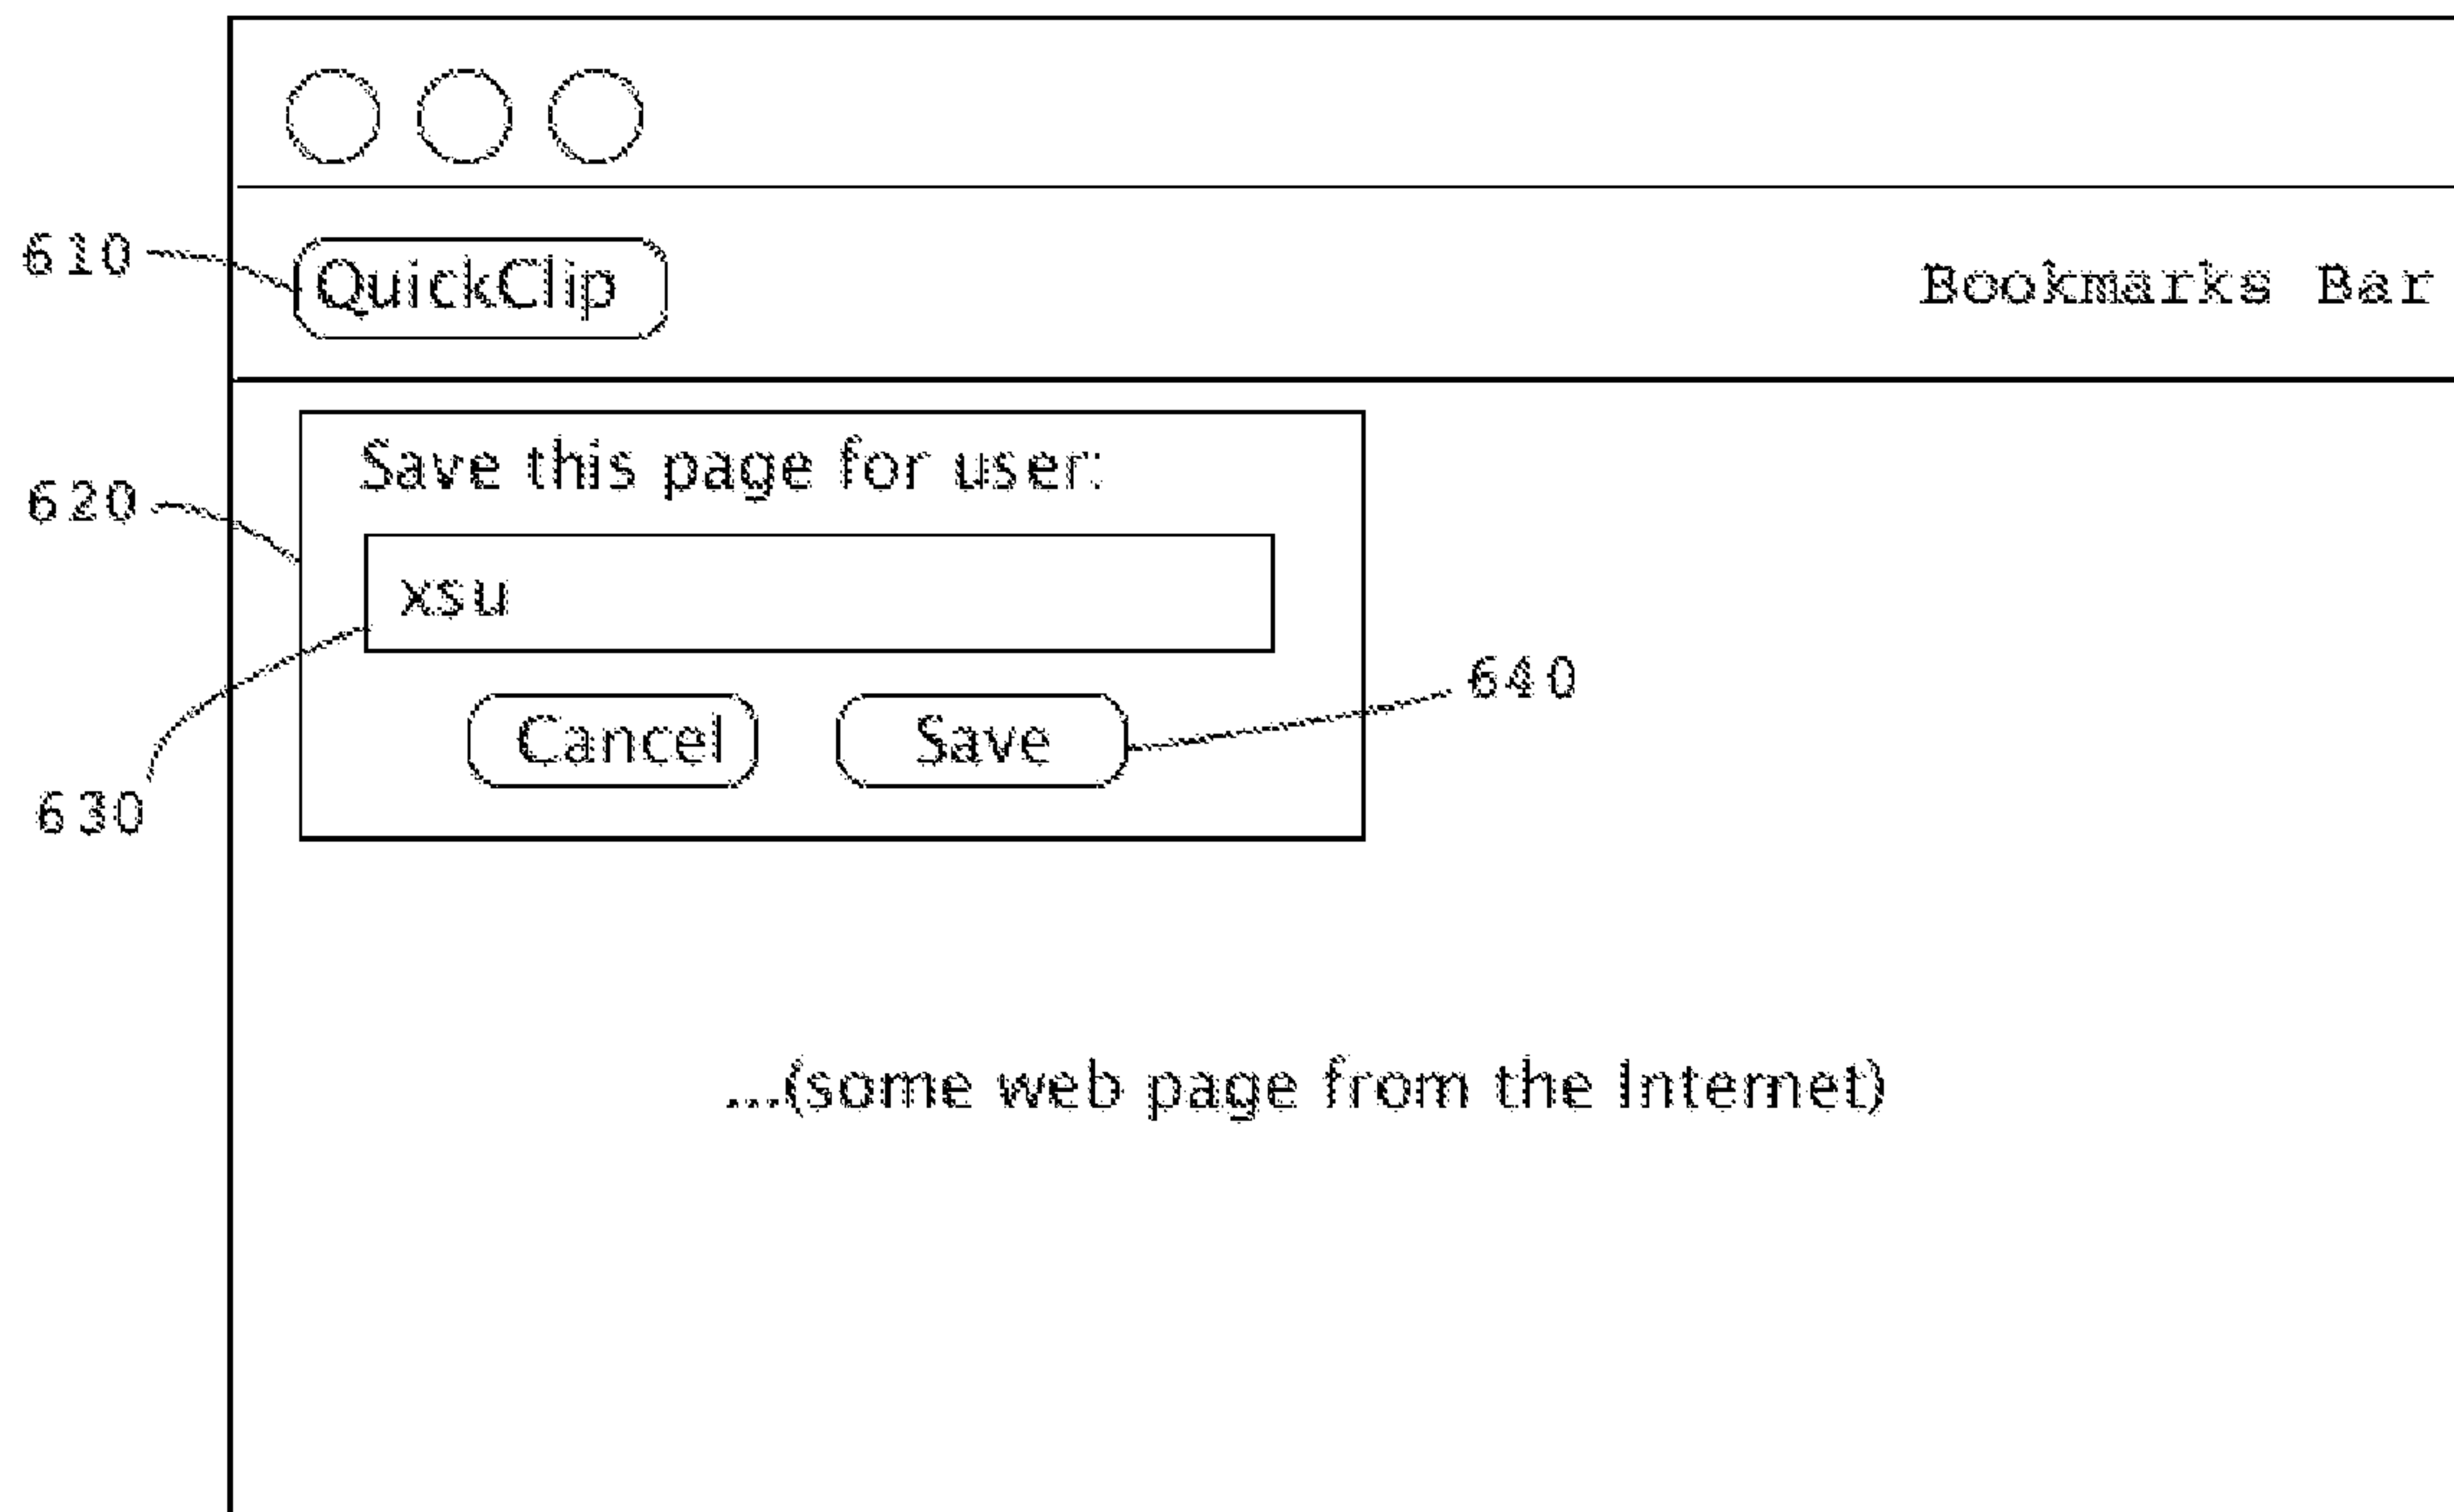 610
QuickClip
Bookmarks Bar
620
Save this page for user:
xsu
640
Cancel
Save
630
...(some web page from the Internet)